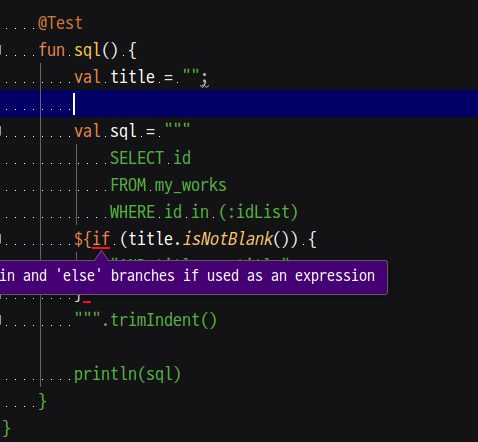 @Test
fun sql() {
val title = "";
val sql = """
SELECT id
FROM my_works
WHERE id in (:idList)
${if (title.isNotBlank()) {
in and 'else' branches if used as an expression
}
""".trimIndent()
println(sql)
}
}